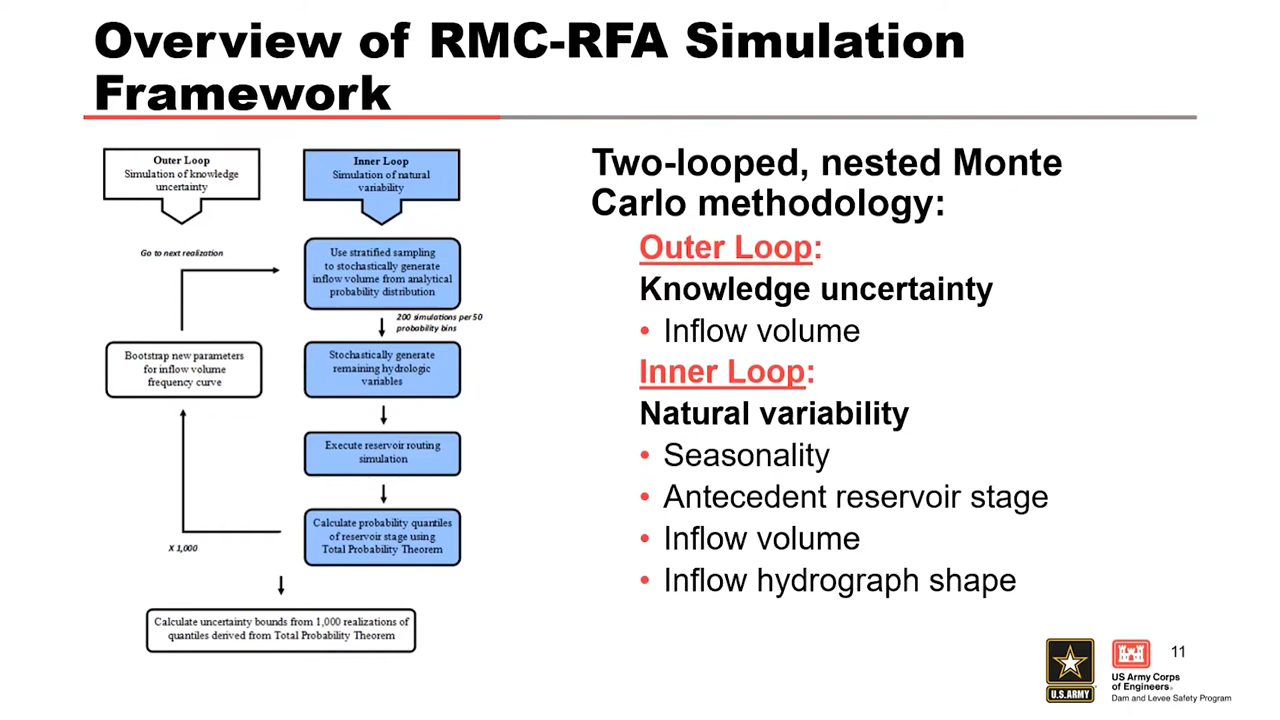 Overview of RMC-RFA Simulation
Framework
Outer Loop
Simulation of knowledge
uncertainty
Inner Loop
Simulation of natural
variability
Go to next realization
Use stratified sampling
to stochastically generate
inflow volume from analytical
probability distribution
200 simulations per 50
probability bins
Bootstrap new parameters
for inflow volume
frequency curve
Stochastically generate
remaining hydrologic
variables
Execute reservoir routing
simulation
Calculate probability quantiles
of reservoir stage using
Total Probability Theorem
X 1,000
Calculate uncertainty bounds from 1,000 realizations of
quantiles derived from Total Probability Theorem
Two-looped, nested Monte
Carlo methodology:
Outer Loop:
Knowledge uncertainty
• Inflow volume
Inner Loop:
Natural variability
• Seasonality
• Antecedent reservoir stage
• Inflow volume
• Inflow hydrograph shape
U.S.ARMY
US Army Corps
of Engineers®
Dam and Levee Safety Program
11